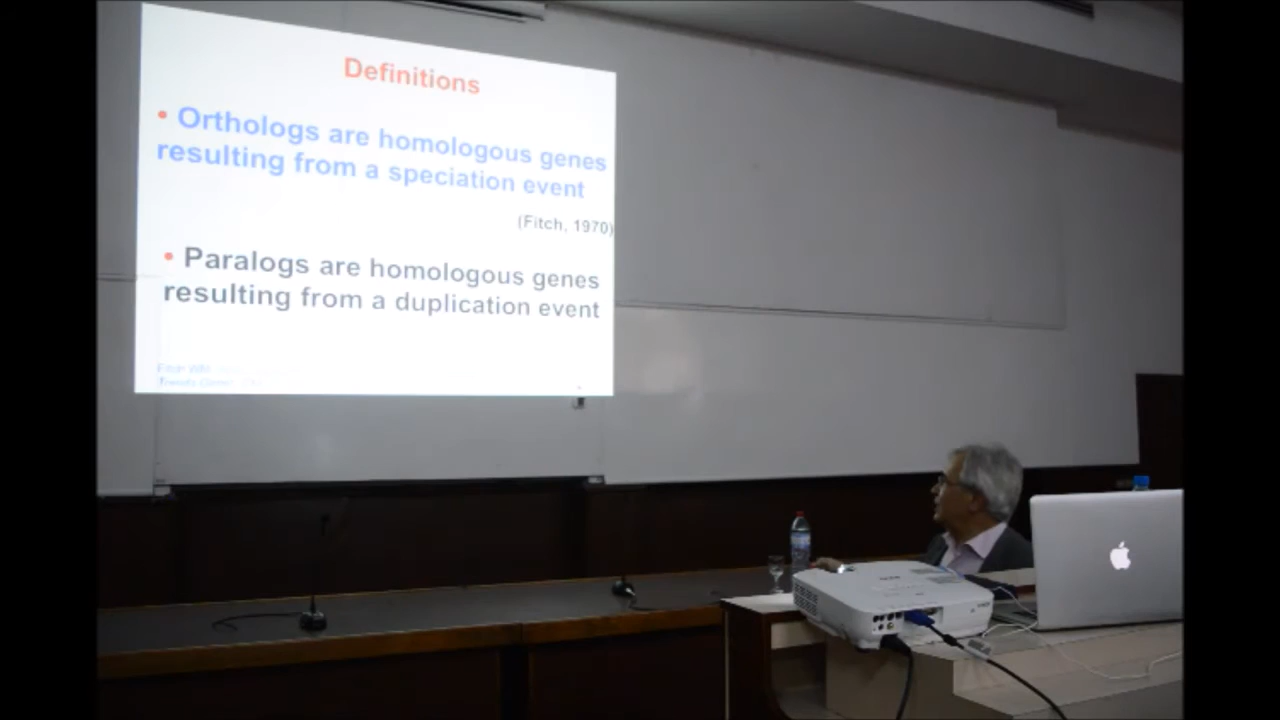 Definitions
• Orthologs are homologous genes
resulting from a speciation event
(Fitch, 1970)
• Paralogs are homologous genes
resulting from a duplication event